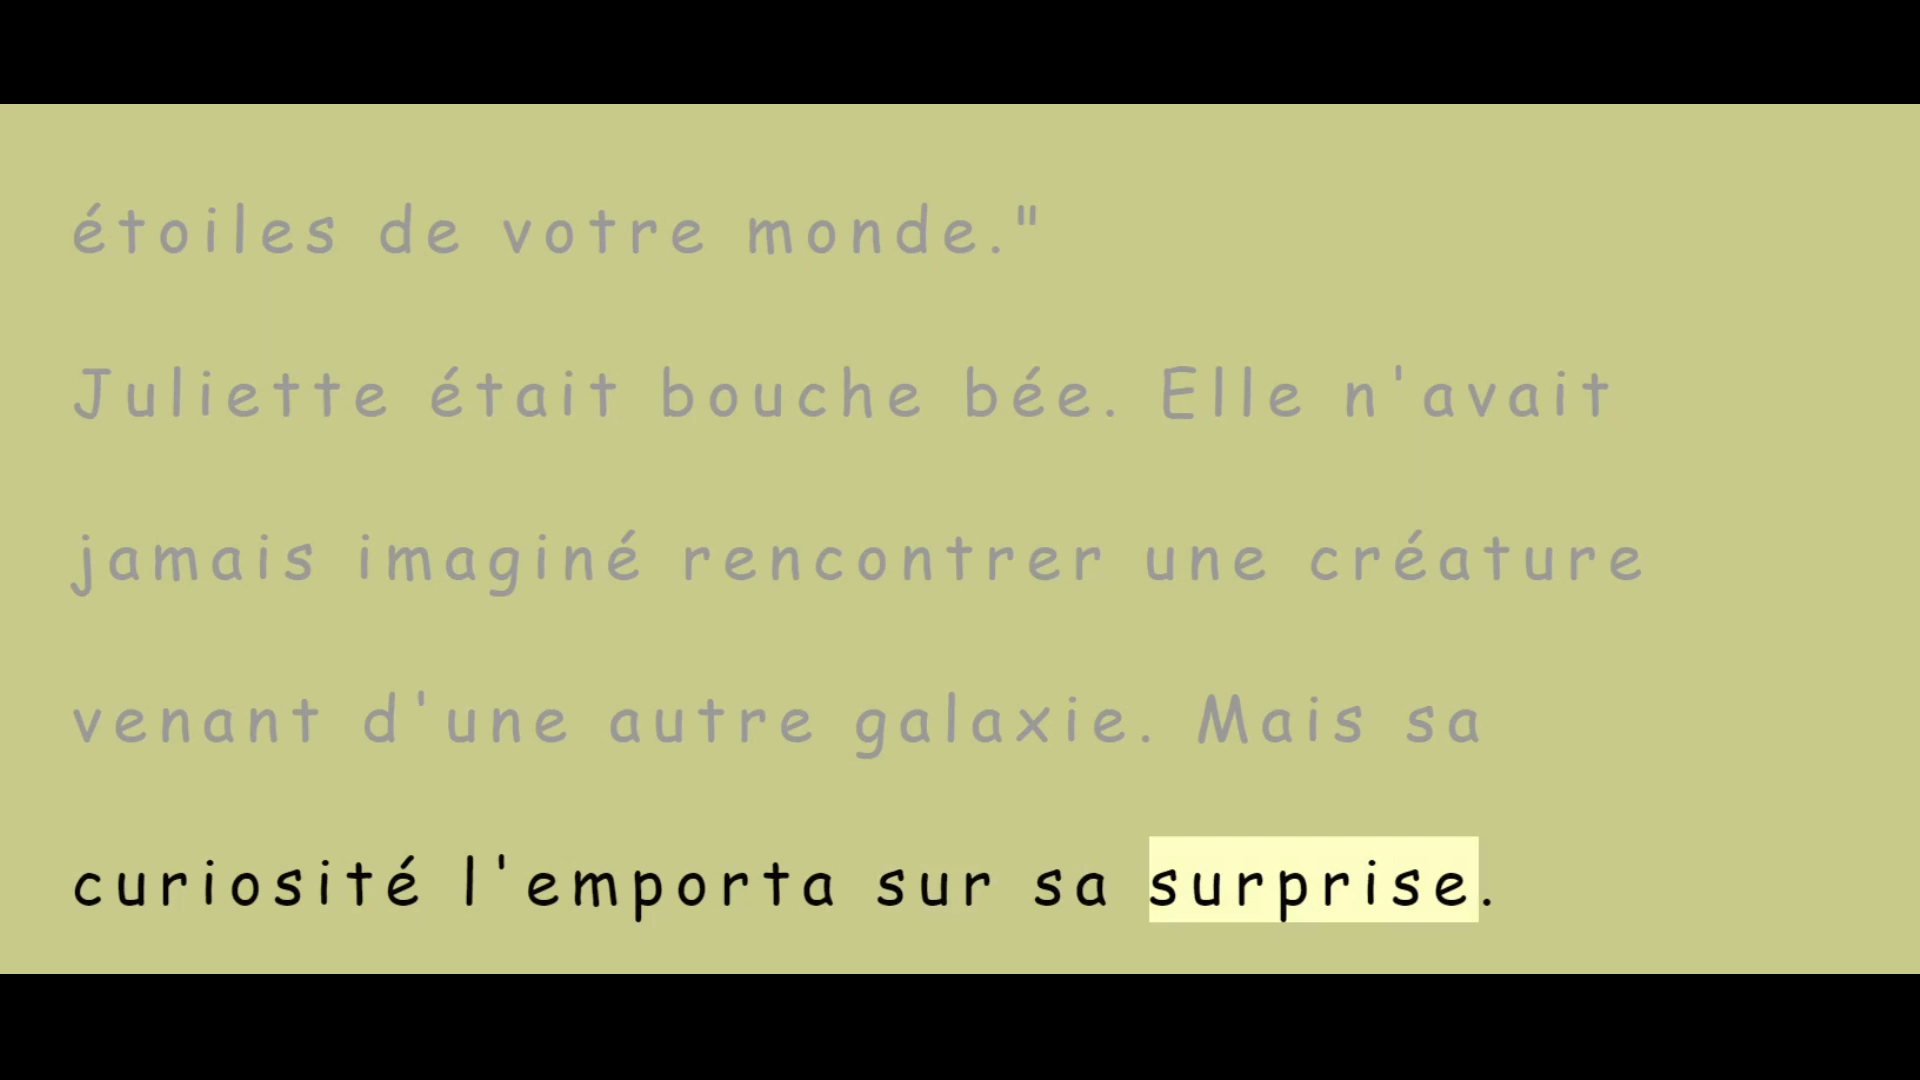 étoiles de votre monde."
Juliette était bouche bée. Elle n'avait
jamais imaginé rencontrer une créature
venant d'une autre galaxie. Mais sa
curiosité l'emporta sur sa surprise.